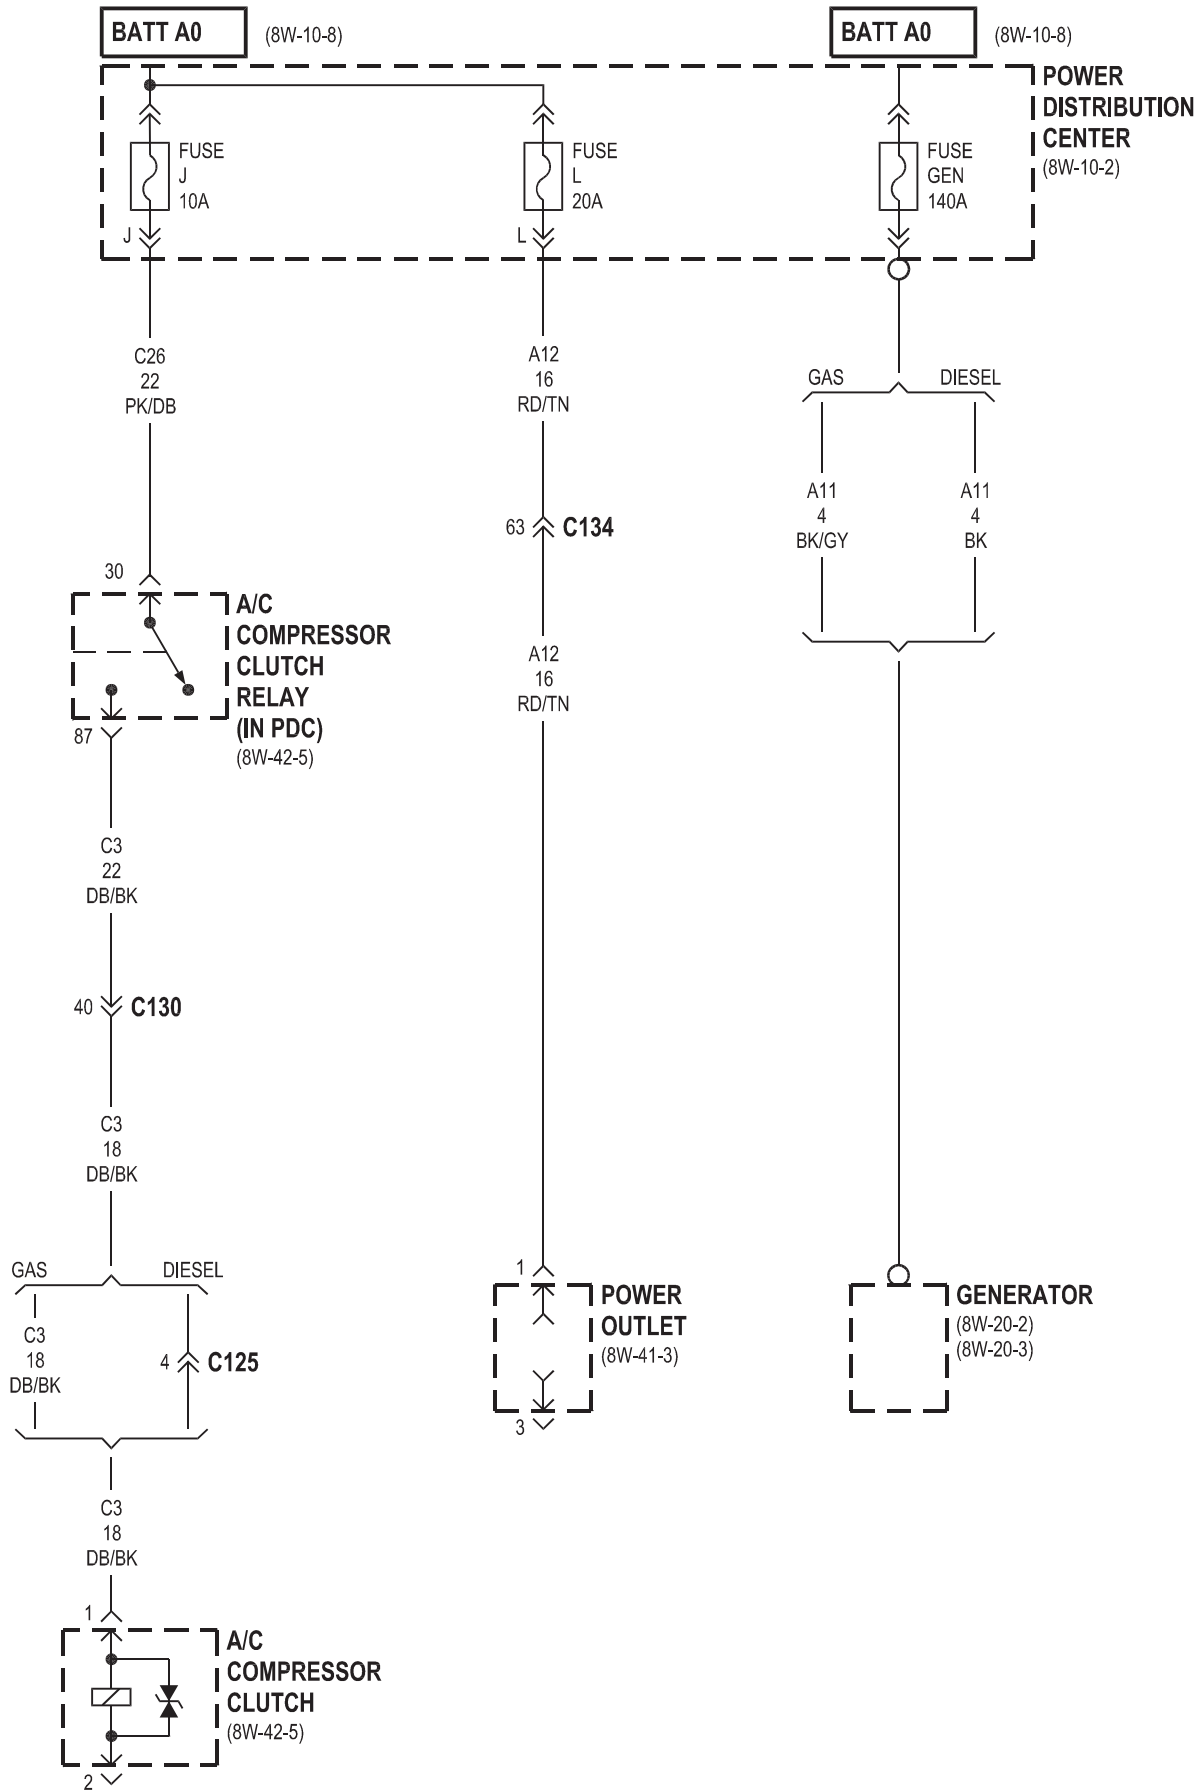 BATT A0 (8W-10-8)
BATT A0 (8W-10-8)
POWER
DISTRIBUTION
CENTER
(8W-10-2)
FUSE
J
10A
FUSE
L
20A
FUSE
GEN
140A
J
L
C26
22
PK/DB
A12
16
RD/TN
GAS
DIESEL
A11
4
BK/GY
A11
4
BK
63 C134
30
A/C
COMPRESSOR
CLUTCH
RELAY
(IN PDC)
(8W-42-5)
87
A12
16
RD/TN
C3
22
DB/BK
40 C130
C3
18
DB/BK
GAS
DIESEL
C3
18
DB/BK
4 C125
1
POWER
OUTLET
(8W-41-3)
3
GENERATOR
(8W-20-2)
(8W-20-3)
C3
18
DB/BK
1
A/C
COMPRESSOR
CLUTCH
(8W-42-5)
2